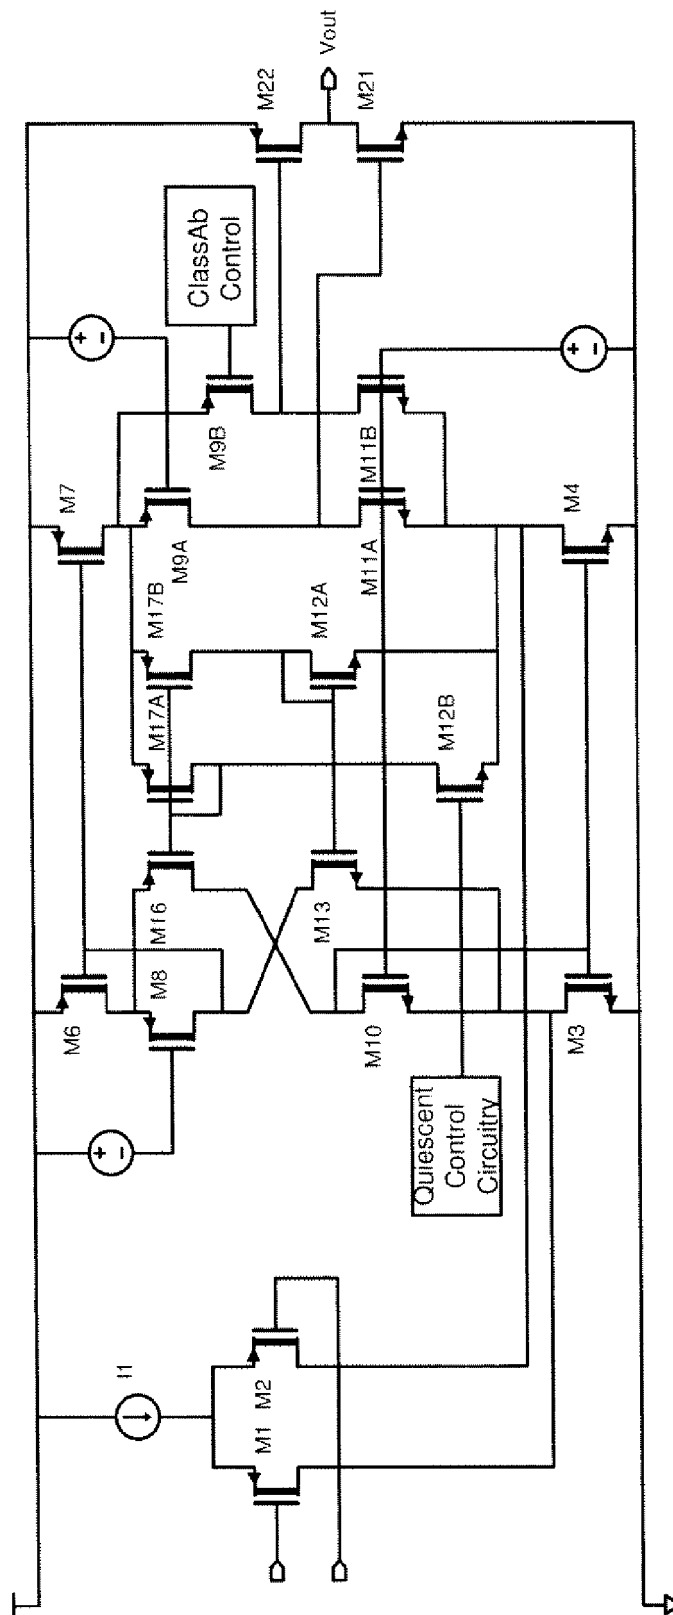 I1
M1
M2
Quiescent
Control
Circuitry
M6
M8
M16
M10
M13
M3
M17A
M17B
M12A
M12B
M7
M9A
M9B
M11A
M11B
M4
ClassAb
Control
M22
M21
Vout
+
-
+
-
+
-